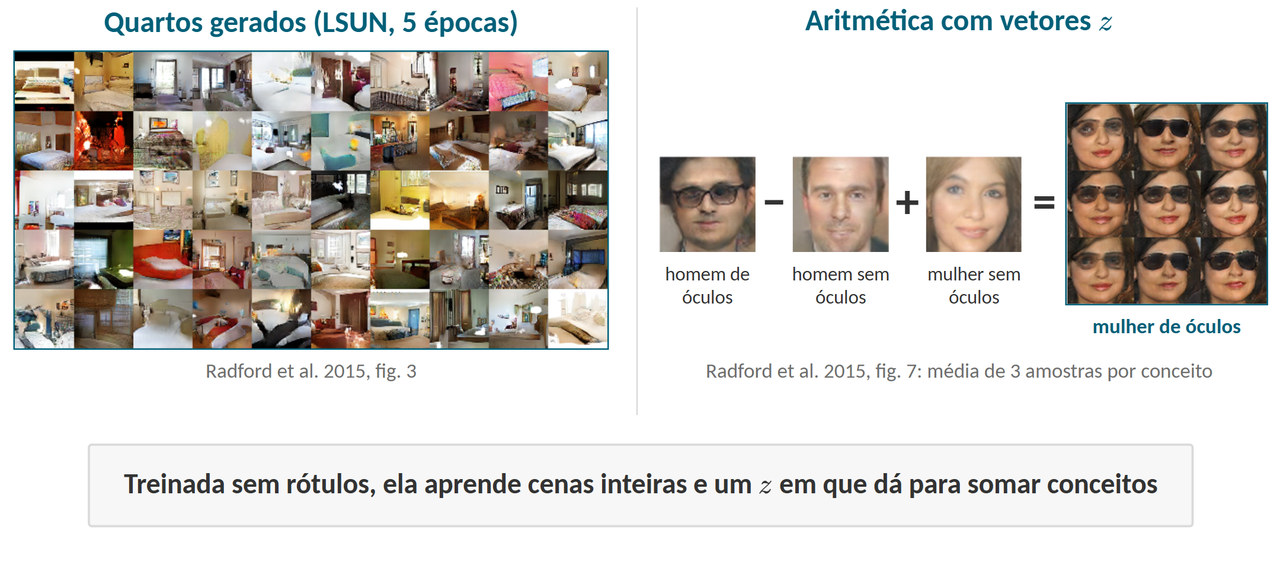 Quartos gerados (LSUN, 5 épocas)
Radford et al. 2015, fig. 3
Aritmética com vetores z
−
+
=
homem de
óculos
homem sem
óculos
mulher sem
óculos
mulher de óculos
Radford et al. 2015, fig. 7: média de 3 amostras por conceito
Treinada sem rótulos, ela aprende cenas inteiras e um z em que dá para somar conceitos